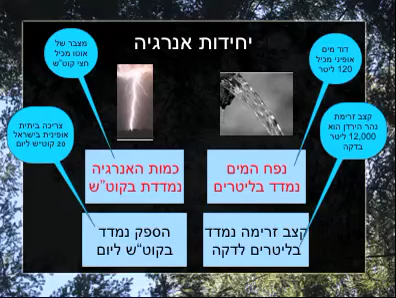 יחידות אנרגיה
דוד מים
אופיני מכיל
120 ליטר
מצבר של
אוטו מכיל
חצי קוט"ש
קצב זרימת
נהר הירדן הוא
12,000 ליטר
בדקה
צריכה ביתית
אופינית בישראל
20 קוט"ש ליום
נפח המים
נמדד בליטרים
כמות האנרגיה
נמדדת בקוט"ש
קצב זרימה נמדד
בליטרים לדקה
הספק נמדד
בקוט"ש ליום